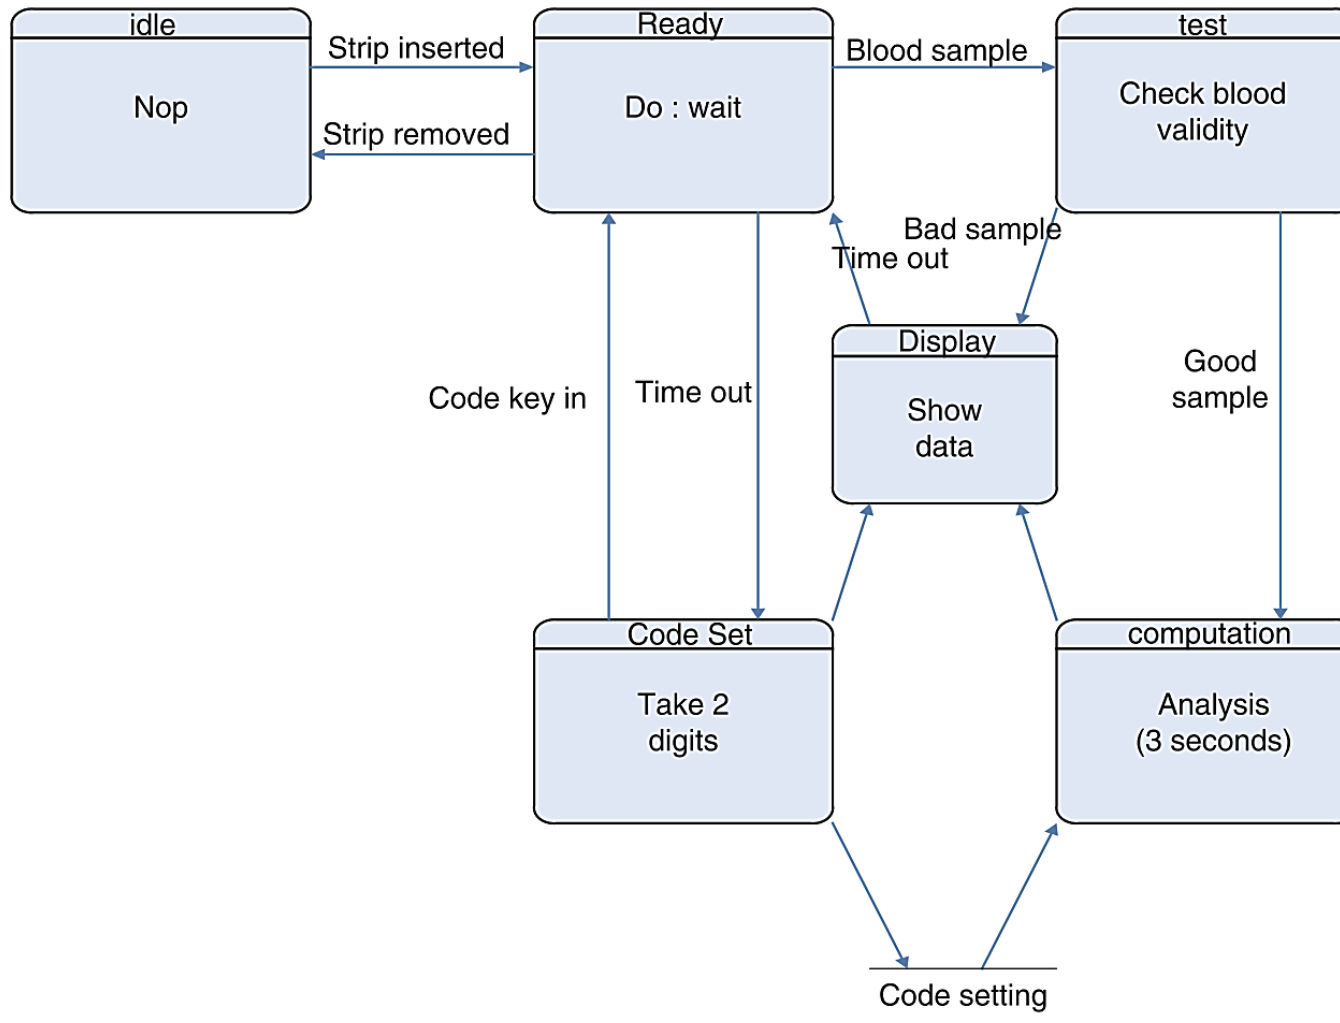 idle
Nop
Strip inserted
Strip removed
Ready
Do : wait
Blood sample
test
Check blood
validity
Bad sample
Time out
Display
Show
data
Good
sample
Code key in
Time out
Code Set
Take 2
digits
computation
Analysis
(3 seconds)
Code setting